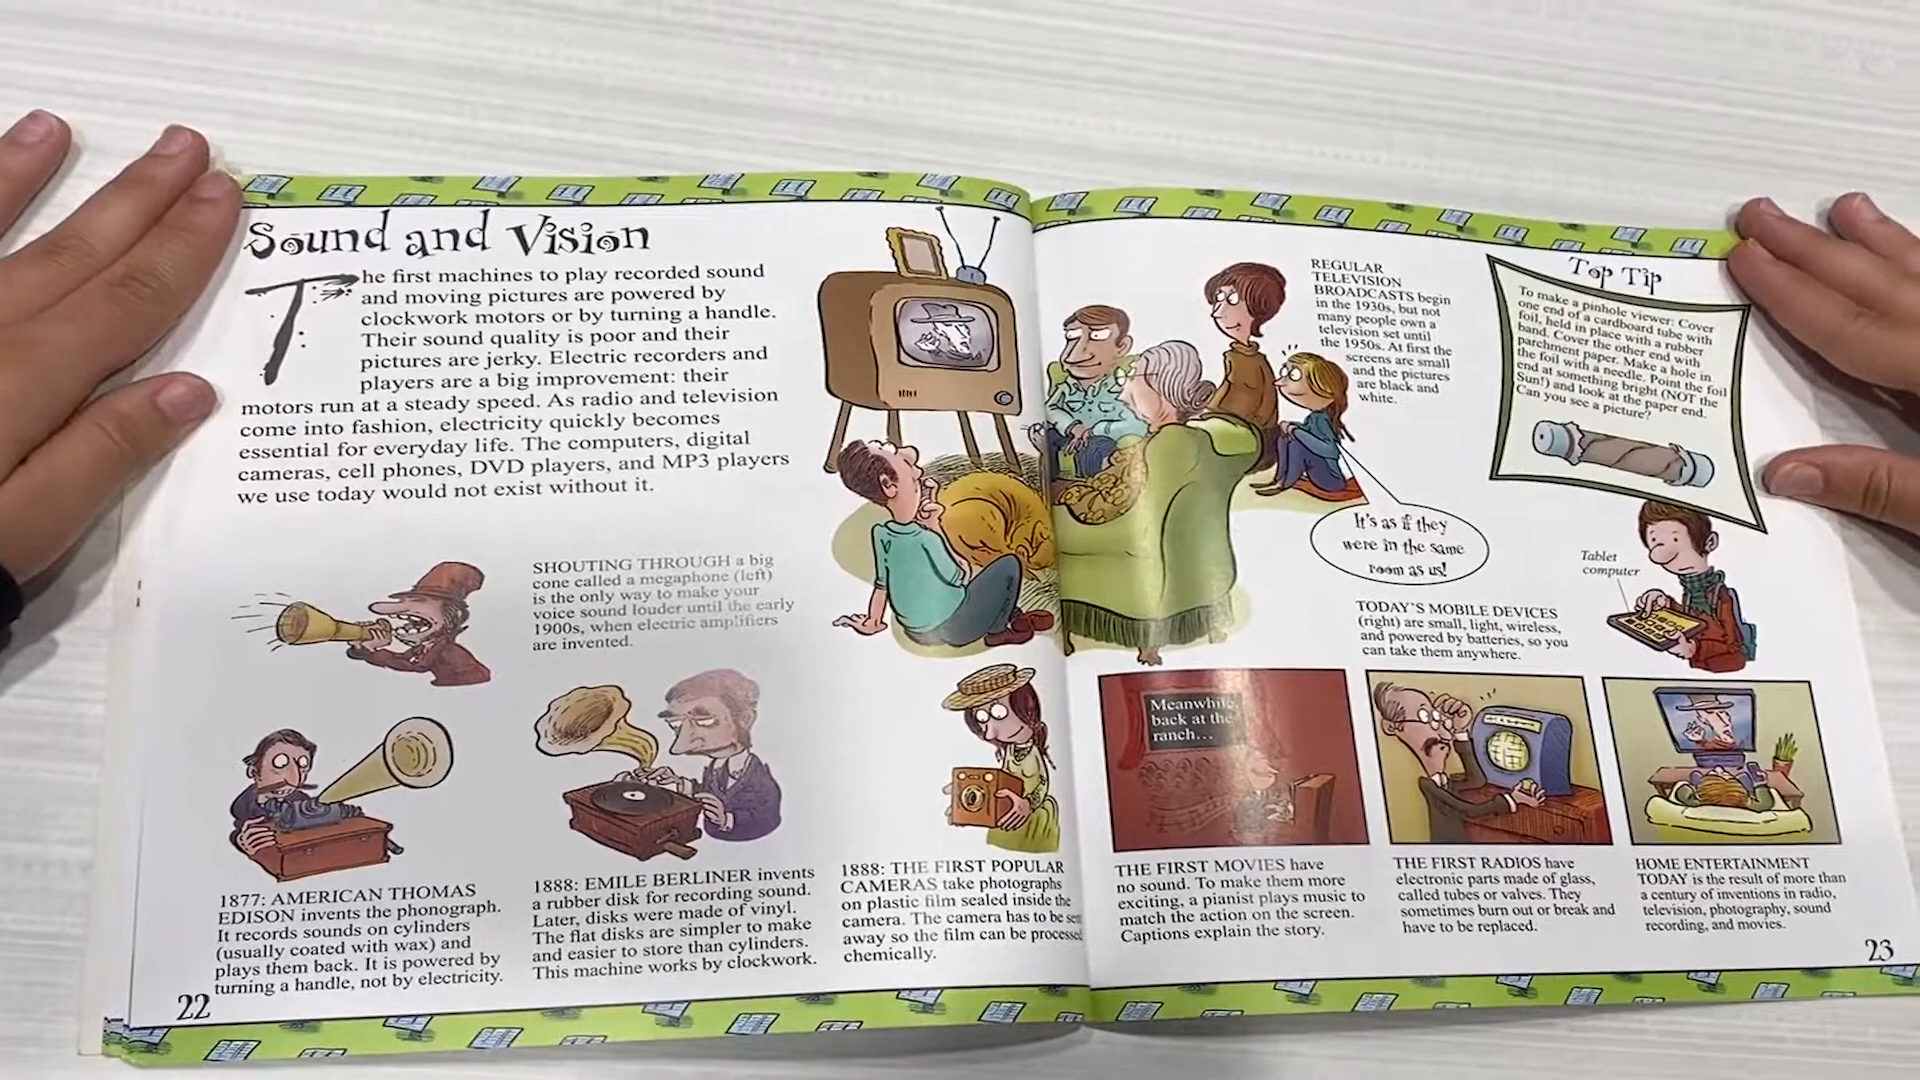 Sound and Vision
The first machines to play recorded sound
and moving pictures are powered by
clockwork motors or by turning a handle.
Their sound quality is poor and their
pictures are jerky. Electric recorders and
players are a big improvement: their
motors run at a steady speed. As radio and television
come into fashion, electricity quickly becomes
essential for everyday life. The computers, digital
cameras, cell phones, DVD players, and MP3 players
we use today would not exist without it.
SHOUTING THROUGH a big
cone called a megaphone (left)
is the only way to make your
voice sound louder until the early
1900s, when electric amplifiers
are invented.
1877: AMERICAN THOMAS
EDISON invents the phonograph.
It records sounds on cylinders
(usually coated with wax) and
plays them back. It is powered by
turning a handle, not by electricity.
1888: EMILE BERLINER invents
a rubber disk for recording sound.
Later, disks were made of vinyl.
The flat disks are simpler to make
and easier to store than cylinders.
This machine works by clockwork.
1888: THE FIRST POPULAR
CAMERAS take photographs
on plastic film sealed inside the
camera. The camera has to be sent
away so the film can be processed
chemically.
22
REGULAR
TELEVISION
BROADCASTS begin
in the 1930s, but not
many people own a
television set until
the 1950s. At first the
screens are small
and the pictures
are black and
white.
Top Tip
To make a pinhole viewer: Cover
one end of a cardboard tube with
foil, held in place with a rubber
band. Cover the other end with
parchment paper. Make a hole in
the foil with a needle. Point the foil
end at something bright (NOT the
Sun!) and look at the paper end.
Can you see a picture?
It's as if they
were in the same
room as us!
Tablet
computer
TODAY'S MOBILE DEVICES
(right) are small, light, wireless,
and powered by batteries, so you
can take them anywhere.
Meanwhile,
back at the
ranch...
THE FIRST MOVIES have
no sound. To make them more
exciting, a pianist plays music to
match the action on the screen.
Captions explain the story.
THE FIRST RADIOS have
electronic parts made of glass,
called tubes or valves. They
sometimes burn out or break and
have to be replaced.
HOME ENTERTAINMENT
TODAY is the result of more than
a century of inventions in radio,
television, photography, sound
recording, and movies.
23